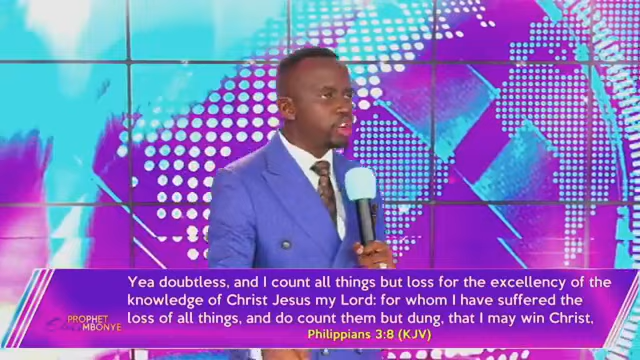 Yea doubtless, and I count all things but loss for the excellency of the
knowledge of Christ Jesus my Lord: for whom I have suffered the
loss of all things, and do count them but dung, that I may win Christ,
Philippians 3:8 (KJV)
PROPHET
Elvis
MBONYE